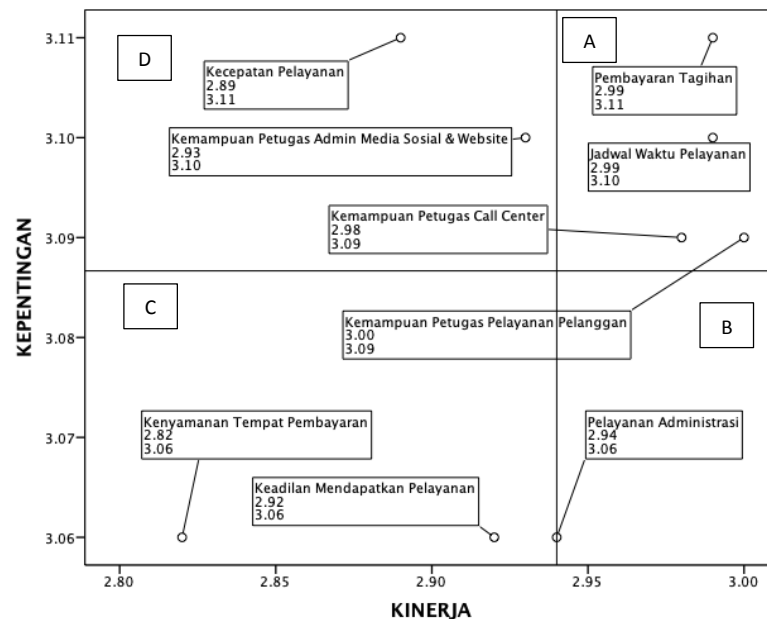 3.11
D
A
Kecepatan Pelayanan
2.89
3.11
Pembayaran Tagihan
2.99
3.11
3.10
Kemampuan Petugas Admin Media Sosial & Website
2.93
3.10
Jadwal Waktu Pelayanan
2.99
3.10
KEPENTINGAN
3.09
Kemampuan Petugas Call Center
2.98
3.09
C
B
3.08
Kemampuan Petugas Pelayanan Pelanggan
3.00
3.09
3.07
Kenyamanan Tempat Pembayaran
2.82
3.06
Pelayanan Administrasi
2.94
3.06
Keadilan Mendapatkan Pelayanan
2.92
3.06
3.06
2.80
2.85
2.90
2.95
3.00
KINERJA